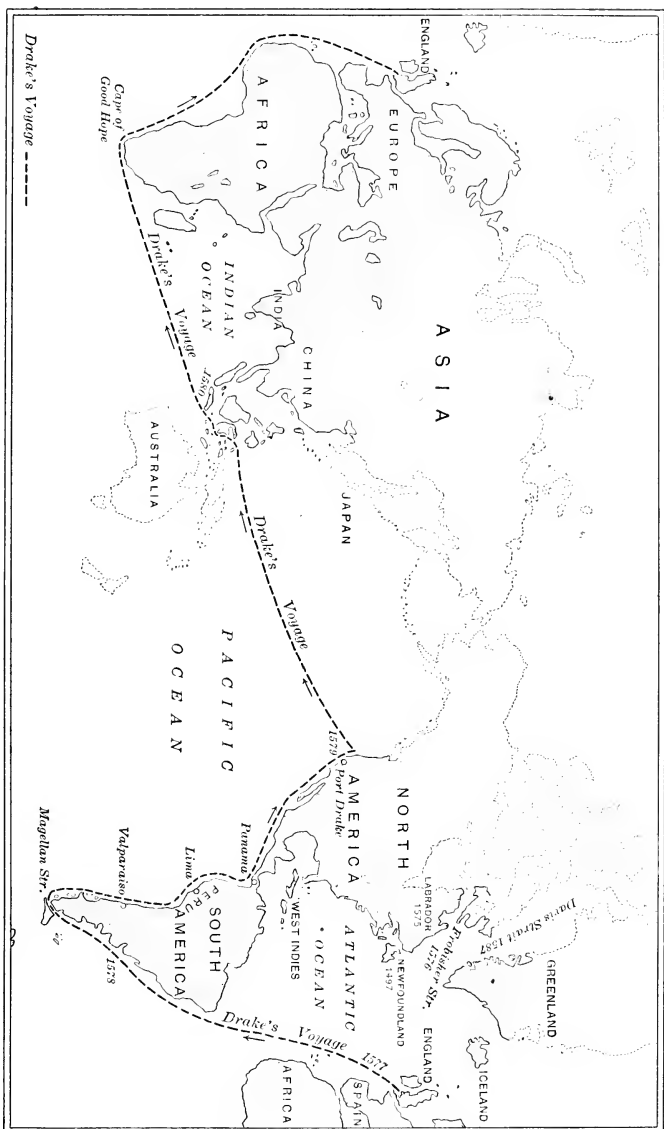 ENGLAND
EUROPE
AFRICA
Cape of
Good Hope
Drake's Voyage
ASIA
INDIAN
OCEAN
INDIA
CHINA
Drake's Voyage
1580
AUSTRALIA
JAPAN
Drake's Voyage
PACIFIC
OCEAN
1579
Port Drake
NORTH
AMERICA
Panama
Lima
PERU
Valparaiso
Magellan Str.
SOUTH
AMERICA
1578
WEST INDIES
ATLANTIC
OCEAN
LABRADOR
1575
Frobisher Str.
1576
Davis Strait 1587
GREENLAND
NEWFOUNDLAND
1497
ICELAND
ENGLAND
SPAIN
AFRICA
Drake's Voyage 1577